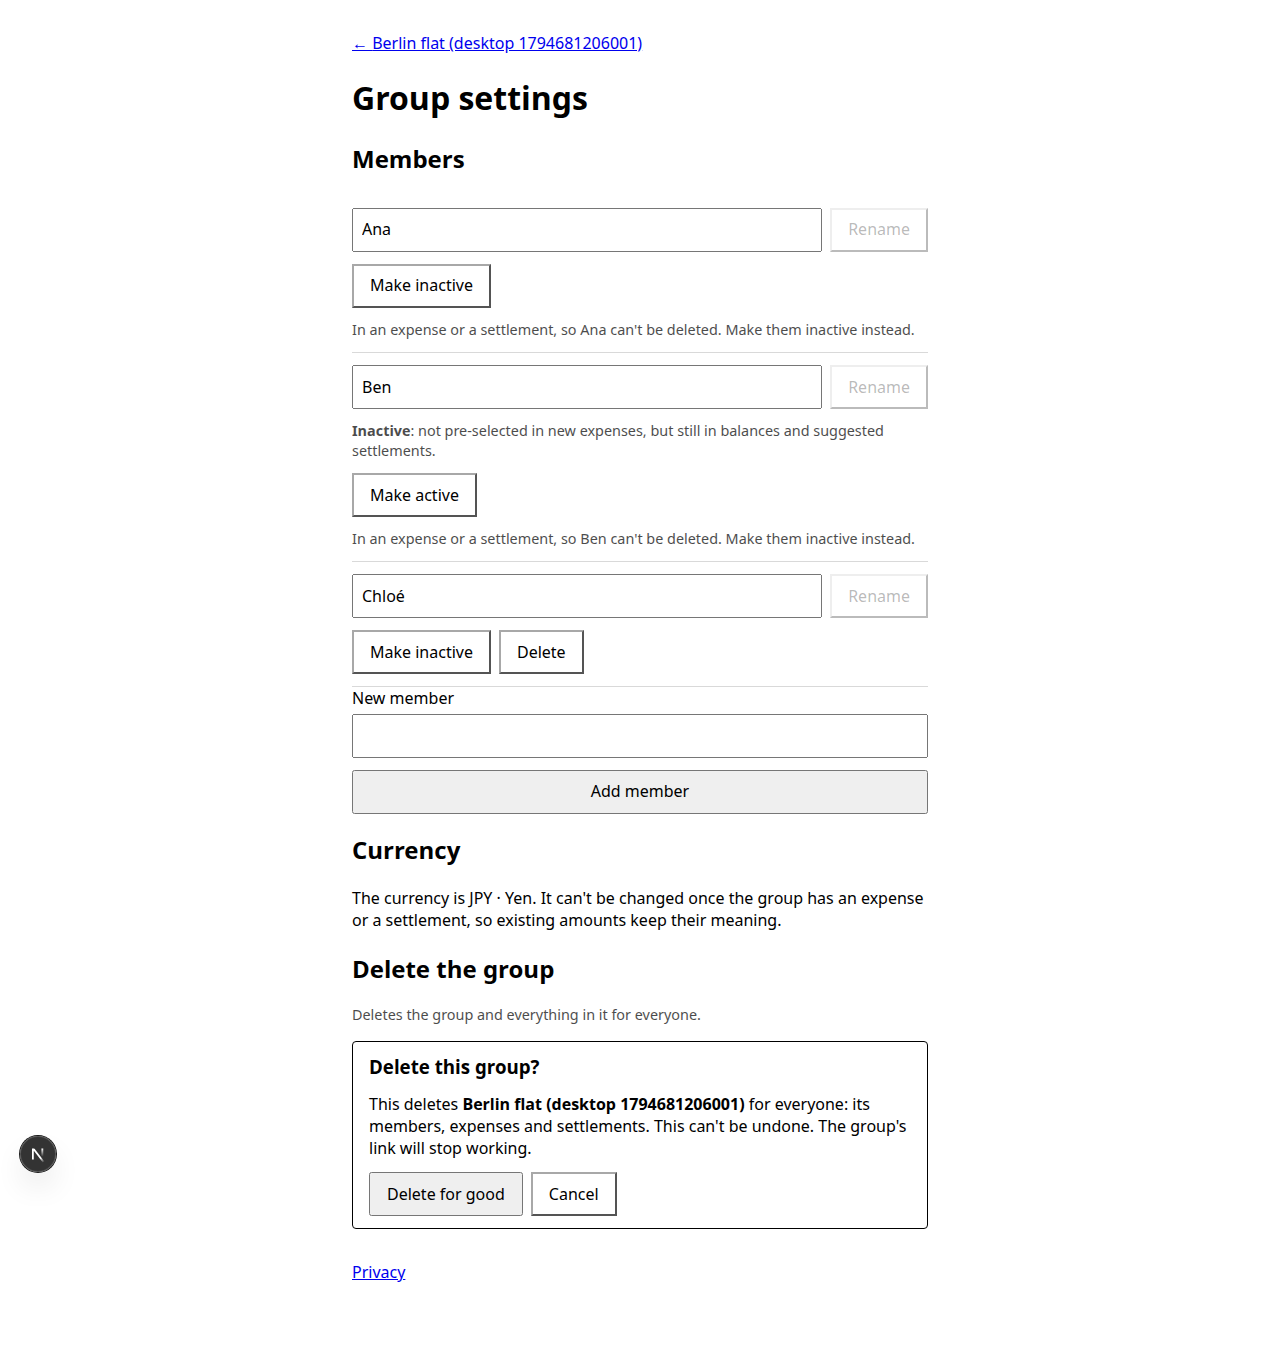 ← Berlin flat (desktop 1794681206001)
Group settings
Members
Ana
Rename
Make inactive
In an expense or a settlement, so Ana can't be deleted. Make them inactive instead.
Ben
Rename
Inactive: not pre-selected in new expenses, but still in balances and suggested
settlements.
Make active
In an expense or a settlement, so Ben can't be deleted. Make them inactive instead.
Chloé
Rename
Make inactive
Delete
New member
Add member
Currency
The currency is JPY · Yen. It can't be changed once the group has an expense
or a settlement, so existing amounts keep their meaning.
Delete the group
Deletes the group and everything in it for everyone.
Delete this group?
This deletes Berlin flat (desktop 1794681206001) for everyone: its
members, expenses and settlements. This can't be undone. The group's
link will stop working.
Delete for good
Cancel
N
Privacy